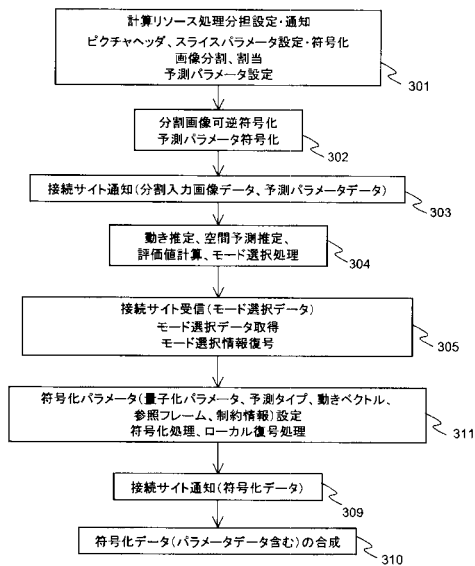 計算リソース処理分担設定・通知
ピクチャヘッダ、スライスパラメータ設定・符号化
画像分割、割当
予測パラメータ設定
301
分割画像可逆符号化
予測パラメータ符号化
302
接続サイト通知(分割入力画像データ、予測パラメータデータ)
303
動き推定、空間予測推定、
評価値計算、モード選択処理
304
接続サイト受信(モード選択データ)
モード選択データ取得
モード選択情報復号
305
符号化パラメータ(量子化パラメータ、予測タイプ、動きベクトル、
参照フレーム、制約情報)設定
符号化処理、ローカル復号処理
311
接続サイト通知(符号化データ)
309
符号化データ(パラメータデータ含む)の合成
310